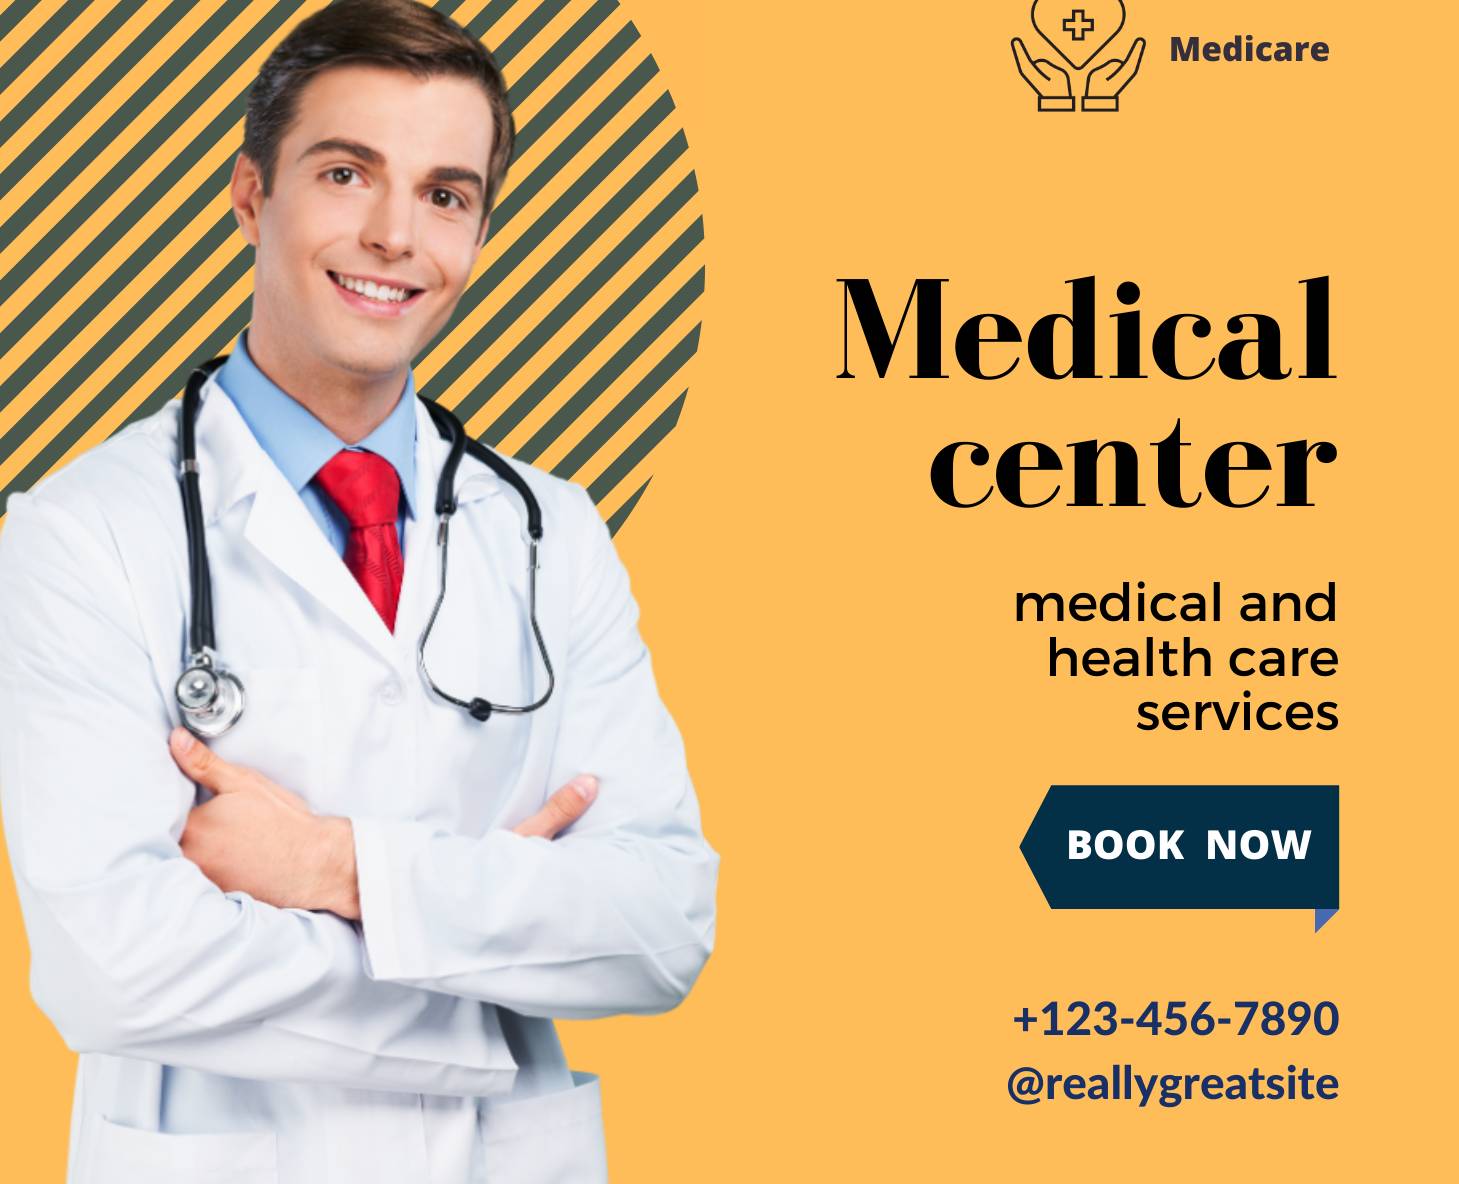 Medicare
Medical
center
medical and
health care
services
BOOK NOW
+123-456-7890
@reallygreatsite